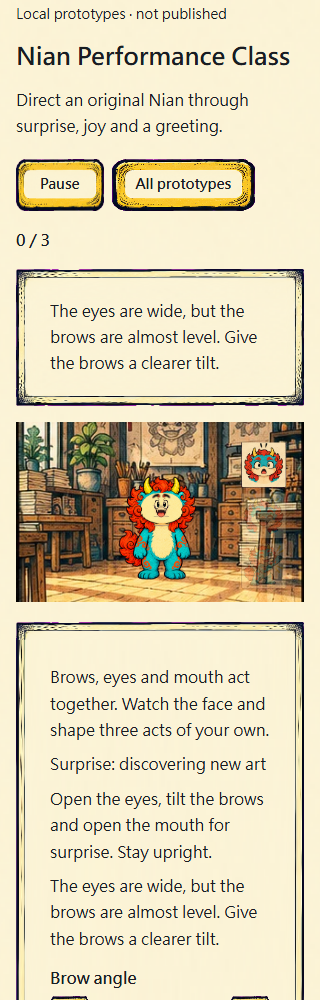 Local prototypes · not published
Nian Performance Class
Direct an original Nian through
surprise, joy and a greeting.
Pause
All prototypes
0 / 3
The eyes are wide, but the
brows are almost level. Give
the brows a clearer tilt.
Brows, eyes and mouth act
together. Watch the face and
shape three acts of your own.
Surprise: discovering new art
Open the eyes, tilt the brows
and open the mouth for
surprise. Stay upright.
The eyes are wide, but the
brows are almost level. Give
the brows a clearer tilt.
Brow angle